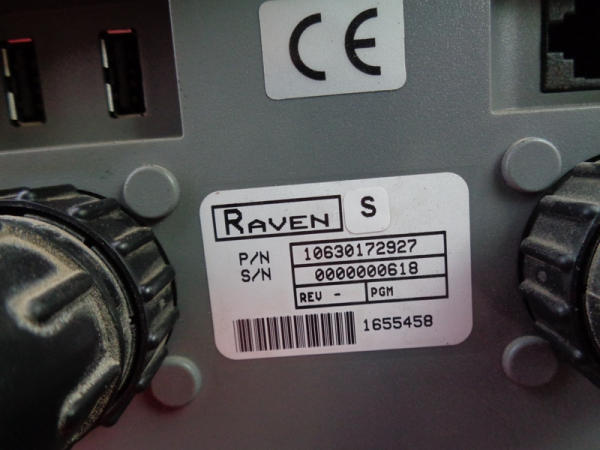 CE
RAVEN S
P/N 10630172927
S/N 0000000618
REV - PGM
1655458